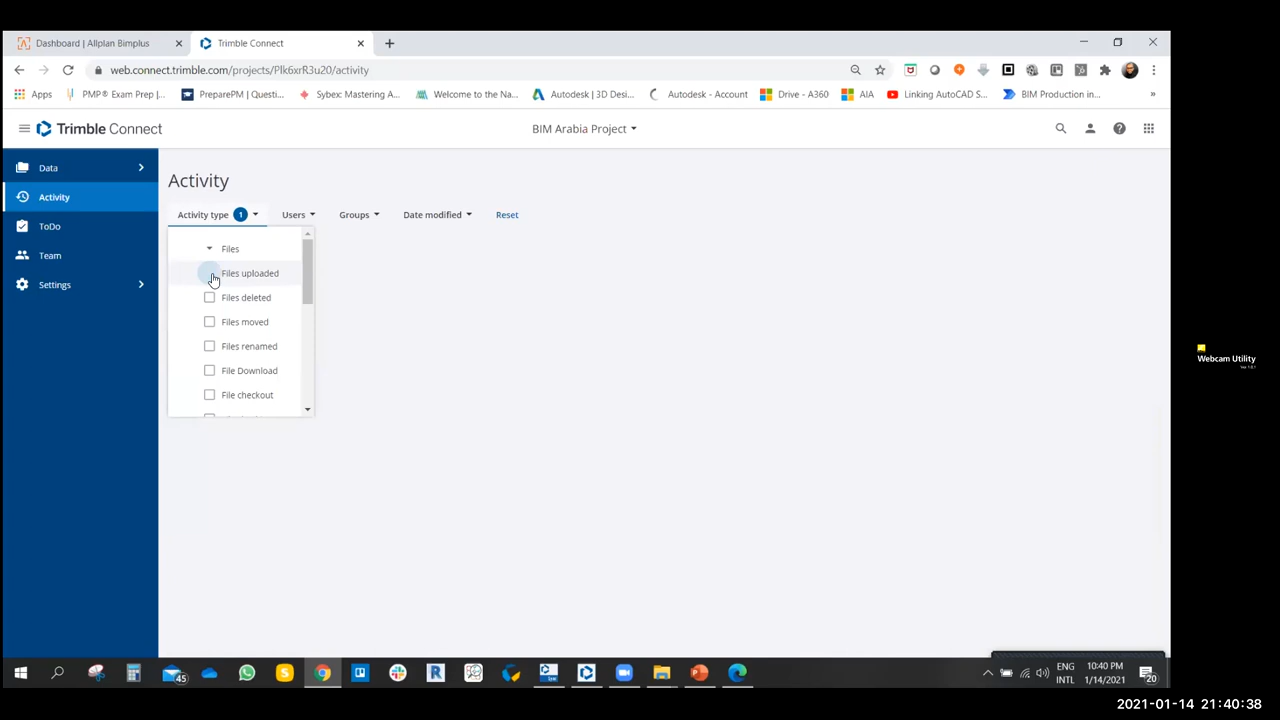 Dashboard | Allplan Bimplus
Trimble Connect
web.connect.trimble.com/projects/Plk6xrR3u20/activity
Apps
PMP® Exam Prep |...
PreparePM | Questi...
Sybex: Mastering A...
Welcome to the Na...
Autodesk | 3D Desi...
Autodesk - Account
Drive - A360
AIA
Linking AutoCAD S...
BIM Production in...
»
Trimble Connect
BIM Arabia Project
Data
Activity
ToDo
Team
Settings
Activity
Activity type 1
Users
Groups
Date modified
Reset
Files
Files uploaded
Files deleted
Files moved
Files renamed
File Download
File checkout
Webcam Utility
45
ENG
INTL
10:40 PM
1/14/2021
20
2021-01-14 21:40:38